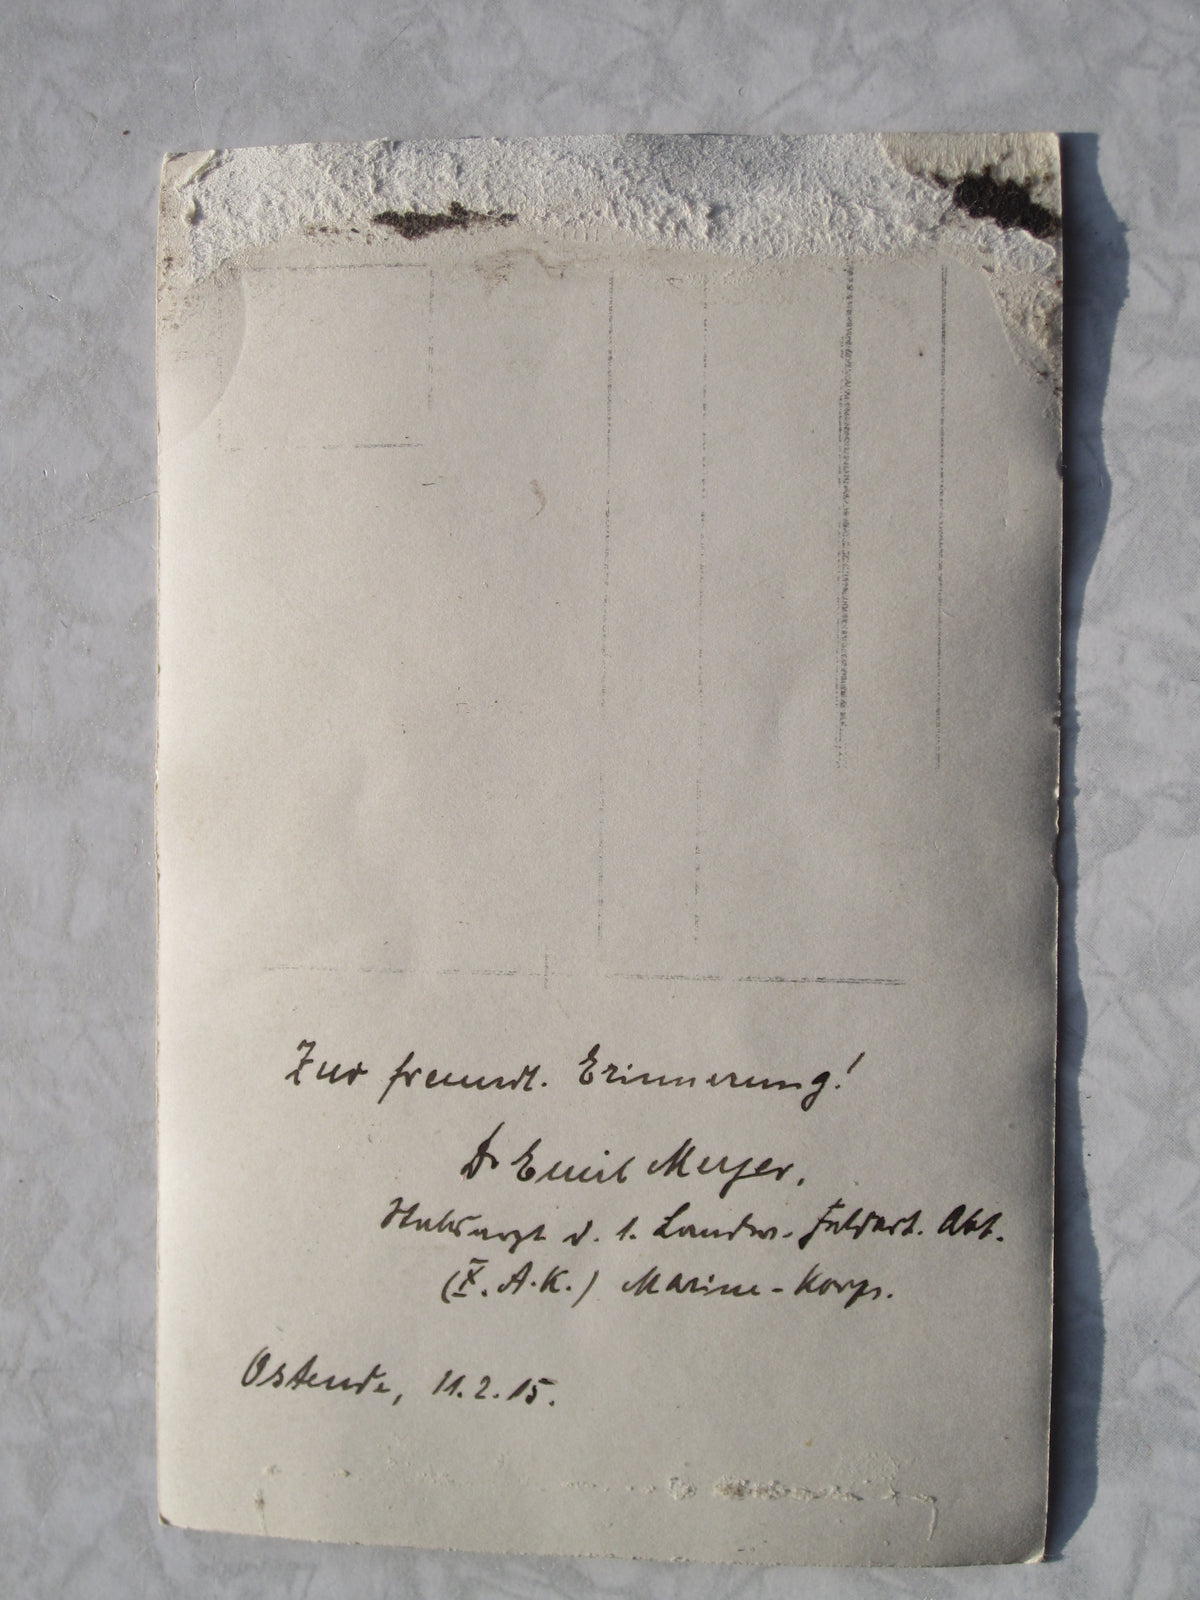 Zur freundl. Erinnerung!
Dr Emil Meyer.
Stabsarzt d. 1. Landw. Feldart. Abt.
(X. A.K.) Marine-Korps.
Ostende, 11.2.15.